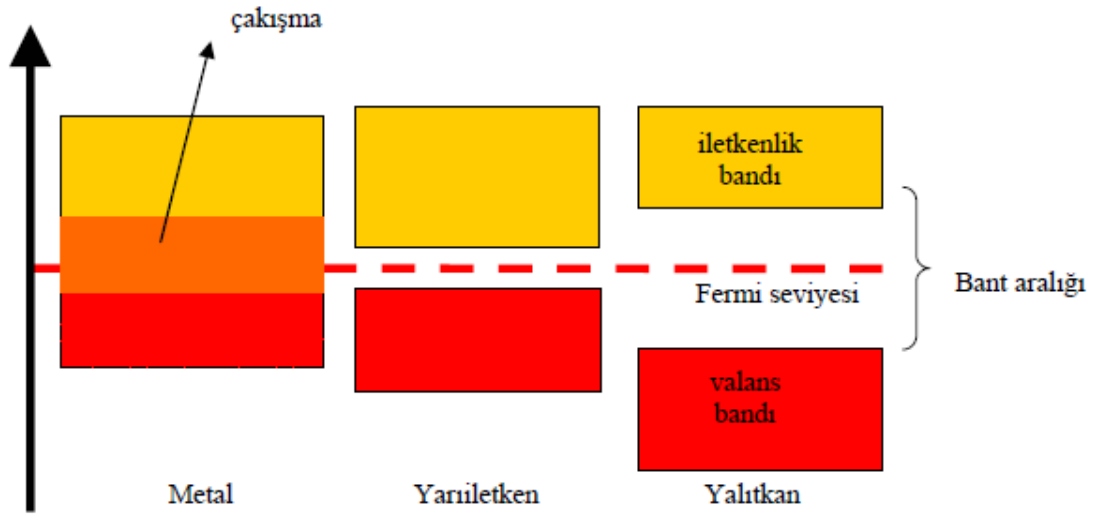 çakışma
iletkenlik
bandı
Fermi seviyesi
Bant aralığı
valans
bandı
Metal
Yarıiletken
Yalıtkan